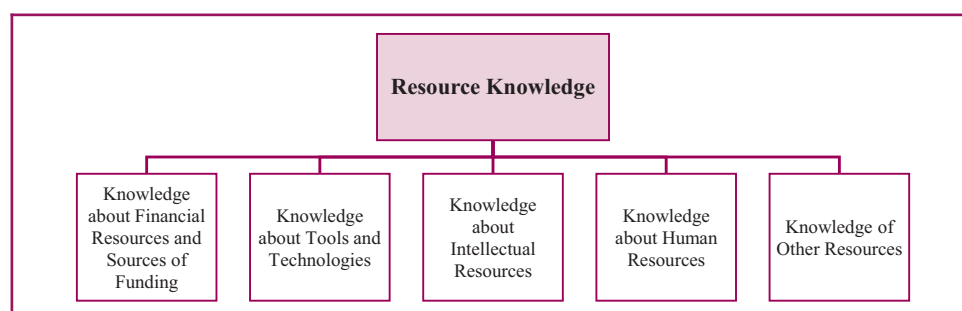 Resource Knowledge
Knowledge
about Financial
Resources and
Sources of
Funding
Knowledge
about Tools and
Technologies
Knowledge
about
Intellectual
Resources
Knowledge
about Human
Resources
Knowledge of
Other Resources